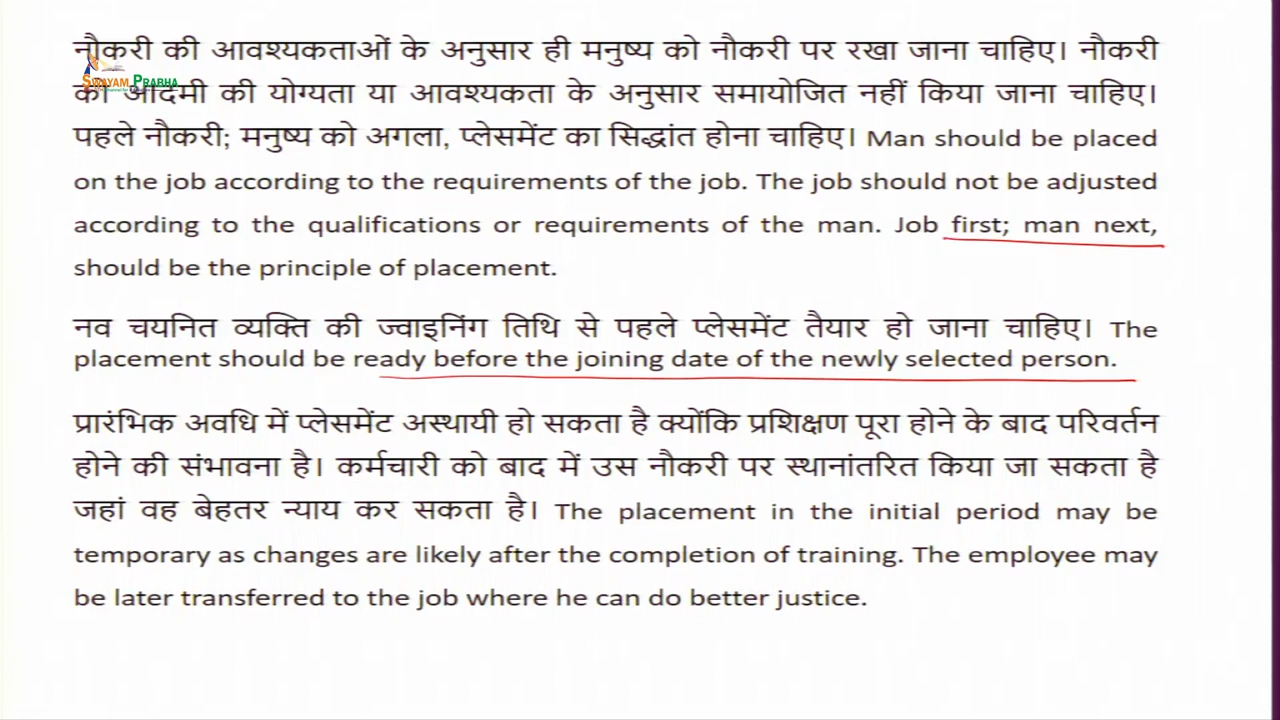 नौकरी की आवश्यकताओं के अनुसार ही मनुष्य को नौकरी पर रखा जाना चाहिए। नौकरी
SWAYAM PRABHA
को आदमी की योग्यता या आवश्यकता के अनुसार समायोजित नहीं किया जाना चाहिए।
पहले नौकरी; मनुष्य को अगला, प्लेसमेंट का सिद्धांत होना चाहिए। Man should be placed
on the job according to the requirements of the job. The job should not be adjusted
according to the qualifications or requirements of the man. Job first; man next,
should be the principle of placement.
नव चयनित व्यक्ति की ज्वाइनिंग तिथि से पहले प्लेसमेंट तैयार हो जाना चाहिए। The
placement should be ready before the joining date of the newly selected person.
प्रारंभिक अवधि में प्लेसमेंट अस्थायी हो सकता है क्योंकि प्रशिक्षण पूरा होने के बाद परिवर्तन
होने की संभावना है। कर्मचारी को बाद में उस नौकरी पर स्थानांतरित किया जा सकता है
जहां वह बेहतर न्याय कर सकता है। The placement in the initial period may be
temporary as changes are likely after the completion of training. The employee may
be later transferred to the job where he can do better justice.